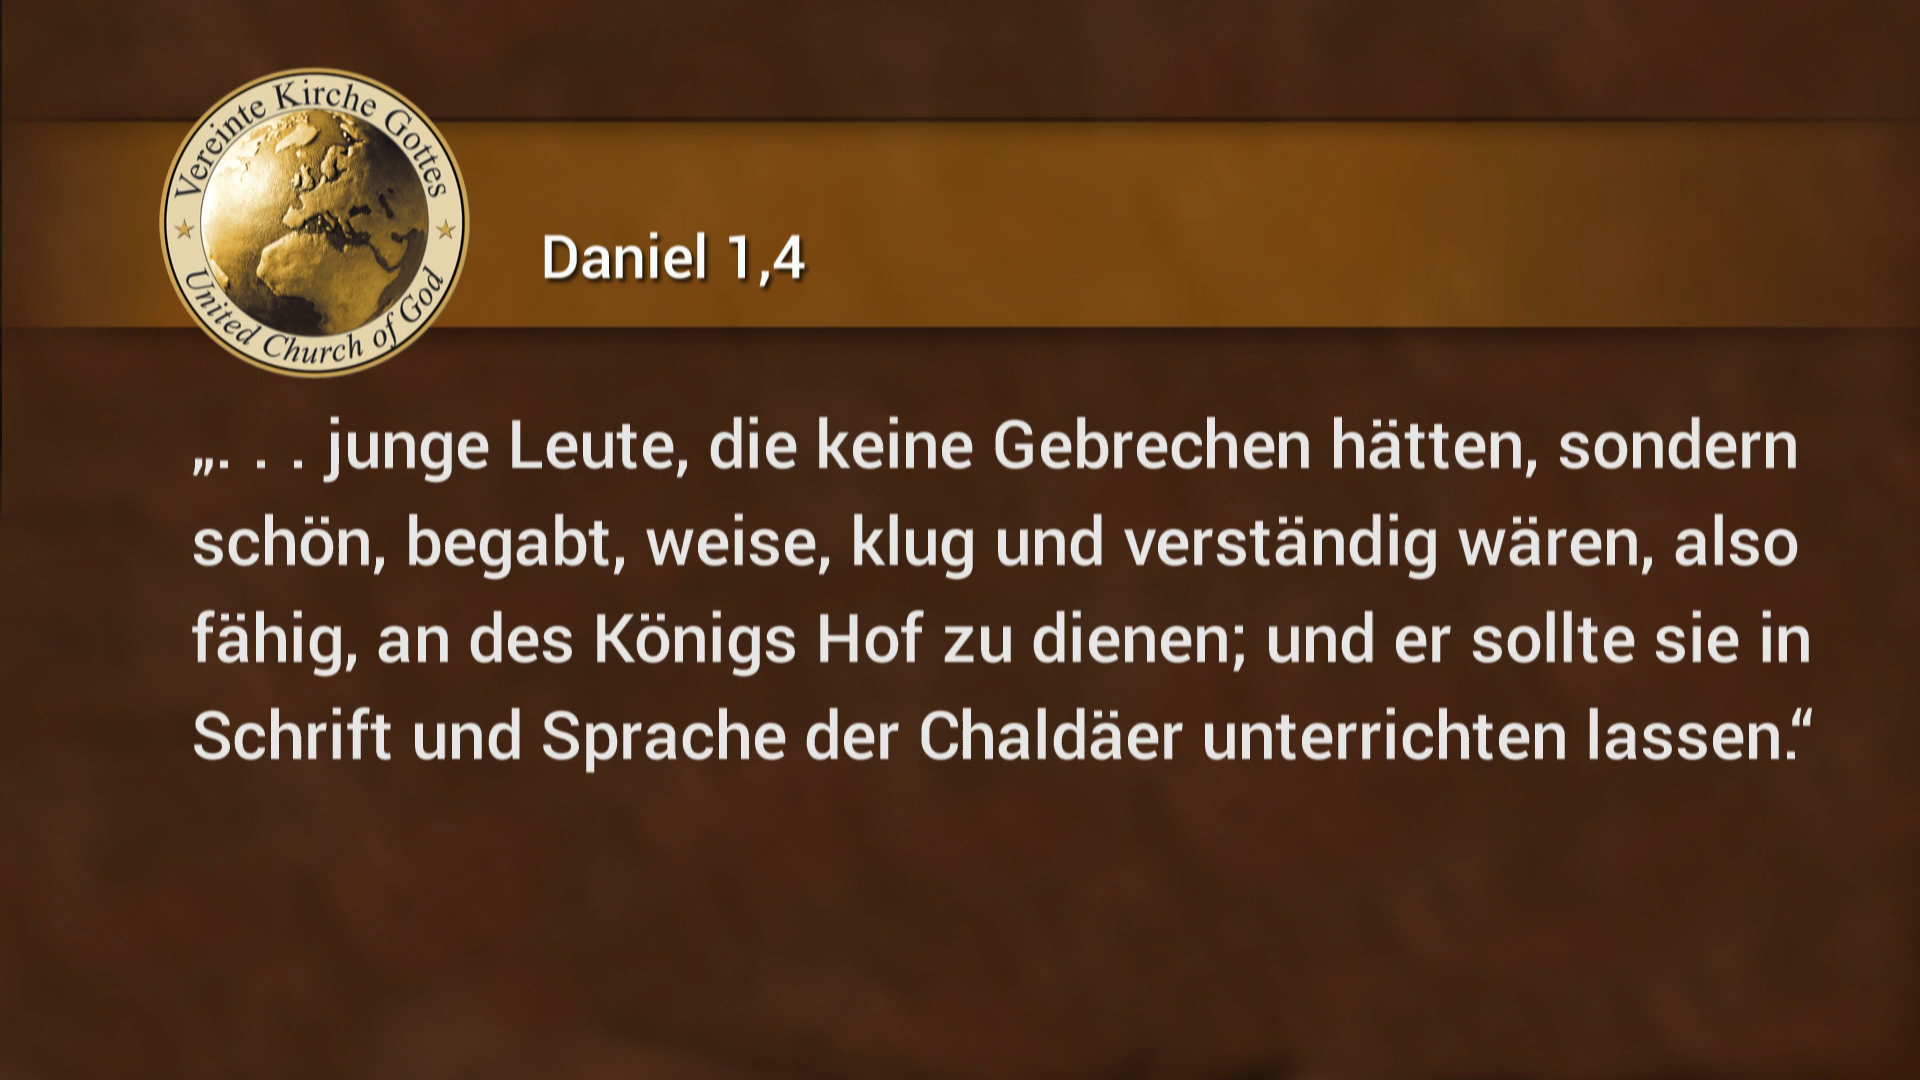 Vereinte Kirche Gottes
United Church of God
Daniel 1,4
„. . . junge Leute, die keine Gebrechen hätten, sondern
schön, begabt, weise, klug und verständig wären, also
fähig, an des Königs Hof zu dienen; und er sollte sie in
Schrift und Sprache der Chaldäer unterrichten lassen.“